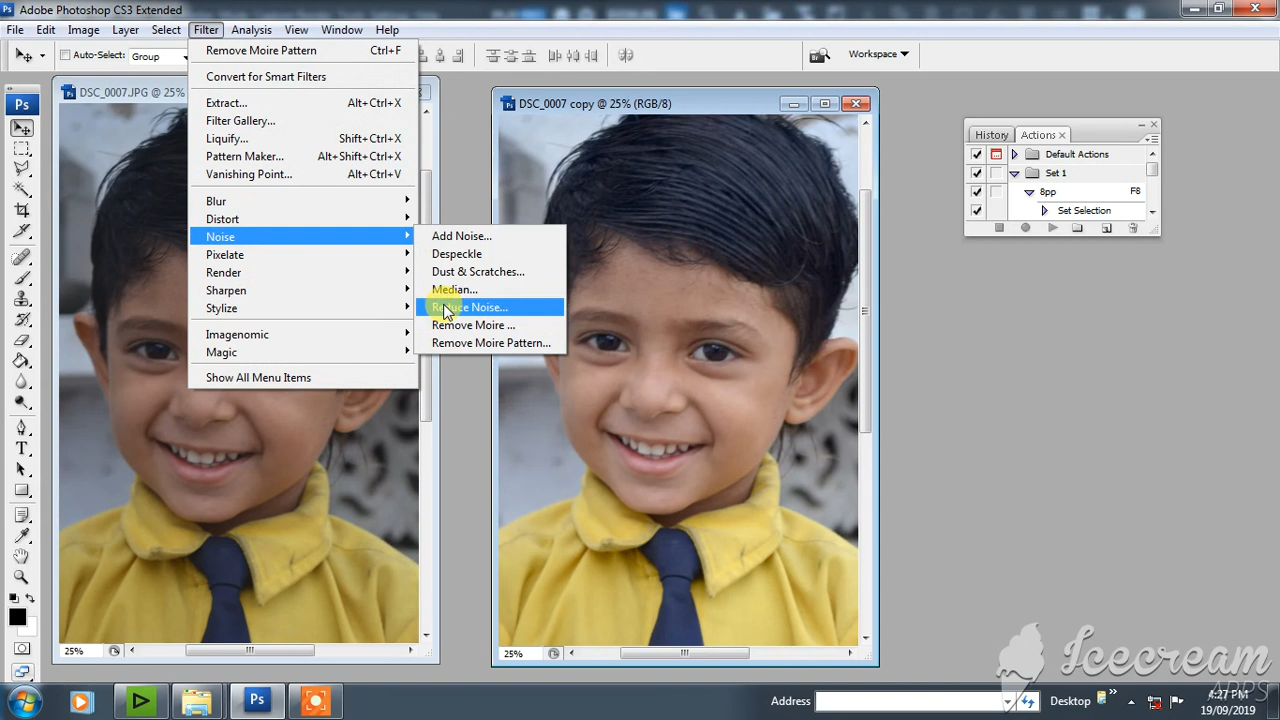 Ps Adobe Photoshop CS3 Extended
File Edit Image Layer Select Filter Analysis View Window Help
Auto-Select: Group
Workspace
Remove Moire Pattern Ctrl+F
Convert for Smart Filters
Extract... Alt+Ctrl+X
Filter Gallery...
Liquify... Shift+Ctrl+X
Pattern Maker... Alt+Shift+Ctrl+X
Vanishing Point... Alt+Ctrl+V
Blur
Distort
Noise
Pixelate
Render
Sharpen
Stylize
Imagenomic
Magic
Show All Menu Items
Add Noise...
Despeckle
Dust & Scratches...
Median...
Reduce Noise...
Remove Moire ...
Remove Moire Pattern...
DSC_0007.JPG @ 25%
DSC_0007 copy @ 25% (RGB/8)
History Actions
Default Actions
Set 1
8pp F8
Set Selection
Ps
T
25%
25%
Icecream
APPS
Ps
Address
Desktop
4:27 PM
19/09/2019